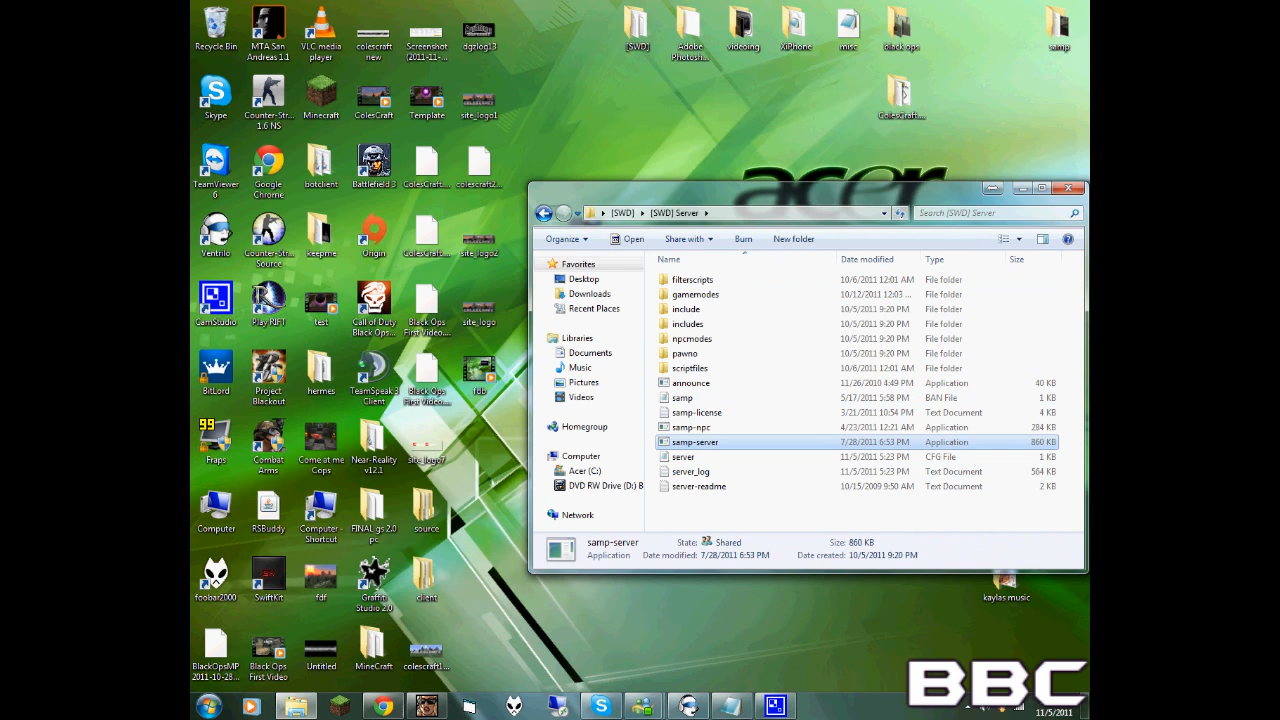 Recycle Bin
MTA San
Andreas 1.1
VLC media
player
colescraft
new
Screenshot
(2011-11-...
dgzlog13
[SWD]
Adobe
Photosh...
videoing
XiPhone
misc
Black ops
samp
Skype
Counter-Str...
1.6 NS
Minecraft
ColesCraft
Template
site_logo1
ColesCraft....
TeamViewer
6
Google
Chrome
botclient
Battlefield 3
ColesCraft....
colescraft2...
acer
Ventrilo
Counter-Str...
Source
keepme
Origin
ColesCraft....
site_logo2
CamStudio
Play RIFT
test
Call of Duty
Black Ops...
Black Ops
First Video....
site_logo
BitLord
Project
Blackout
hermes
TeamSpeak 3
Client
Black Ops
First Video....
fbb
99
Fraps
Combat
Arms
Come at me
Cops
Near-Reality
v12.1
site_logo7
Computer
RSBuddy
Computer -
Shortcut
FINAL gs 2.0
pc
source
foobar2000
SwiftKit
fdf
Graffiti
Studio 2.0
client
BlackOpsMP
2011-10-28...
Black Ops
First Video
Untitled
MineCraft
colescraft1...
kaylas music
[SWD] [SWD] Server
Search [SWD] Server
Organize Open Share with Burn New folder
Name Date modified Type Size
Favorites
Desktop
Downloads
Recent Places
Libraries
Documents
Music
Pictures
Videos
Homegroup
Computer
Acer (C:)
DVD RW Drive (D:) B
Network
filterscripts 10/6/2011 12:01 AM File folder
gamemodes 10/12/2011 12:03 ... File folder
include 10/5/2011 9:20 PM File folder
includes 10/5/2011 9:20 PM File folder
npcmodes 10/5/2011 9:20 PM File folder
pawno 10/5/2011 9:20 PM File folder
scriptfiles 10/6/2011 12:01 AM File folder
announce 11/26/2010 4:49 PM Application 40 KB
samp 5/17/2011 5:58 PM BAN File 1 KB
samp-license 3/21/2011 10:54 PM Text Document 4 KB
samp-npc 4/23/2011 12:21 AM Application 284 KB
samp-server 7/28/2011 6:53 PM Application 860 KB
server 11/5/2011 5:23 PM CFG File 1 KB
server_log 11/5/2011 5:23 PM Text Document 564 KB
server-readme 10/15/2009 9:50 AM Text Document 2 KB
samp-server State: Shared Size: 860 KB
Application Date modified: 7/28/2011 6:53 PM Date created: 10/5/2011 9:20 PM
BBC
11/5/2011